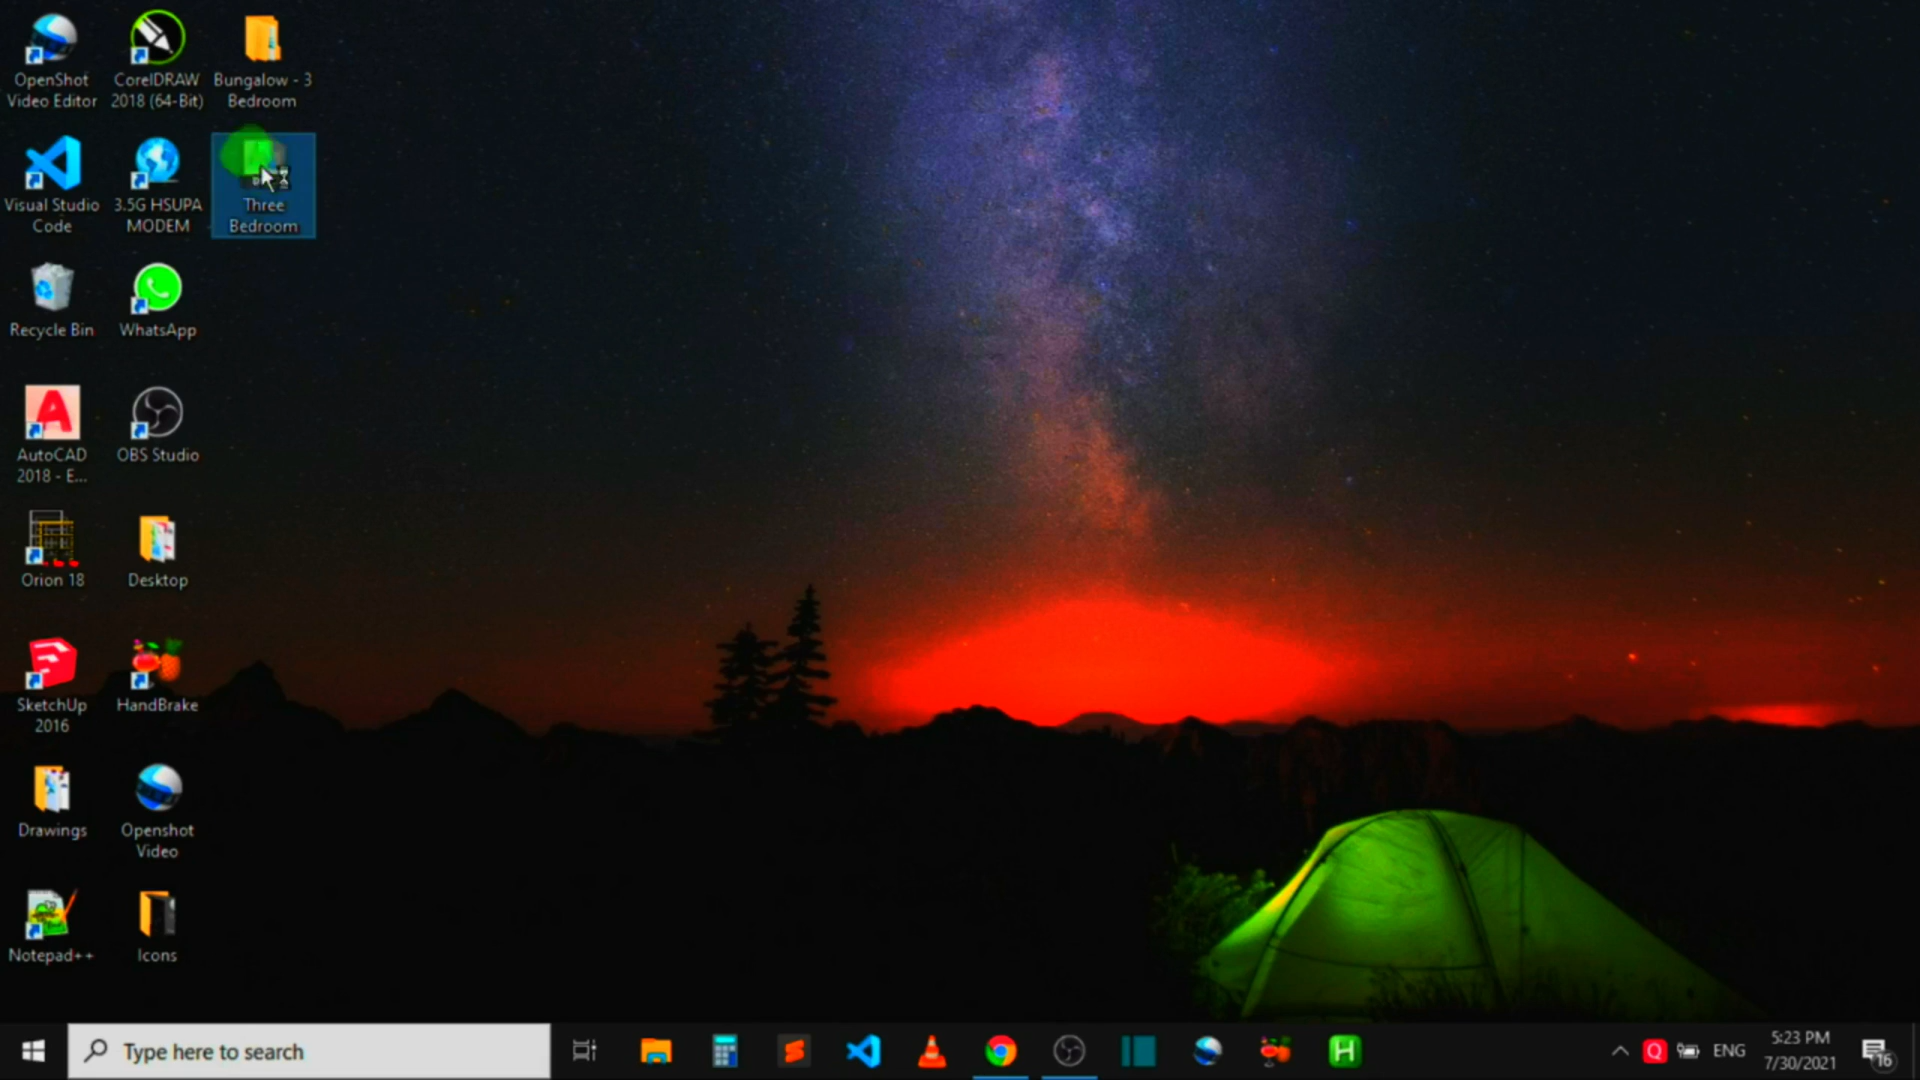 OpenShot
Video Editor
CorelDRAW
2018 (64-Bit)
Bungalow - 3
Bedroom
Visual Studio
Code
3.5G HSUPA
MODEM
Three
Bedroom
Recycle Bin
WhatsApp
AutoCAD
2018 - E...
OBS Studio
Orion 18
Desktop
SketchUp
2016
HandBrake
Drawings
Openshot
Video
Notepad++
Icons
Type here to search
H
Q
ENG
5:23 PM
7/30/2021
16